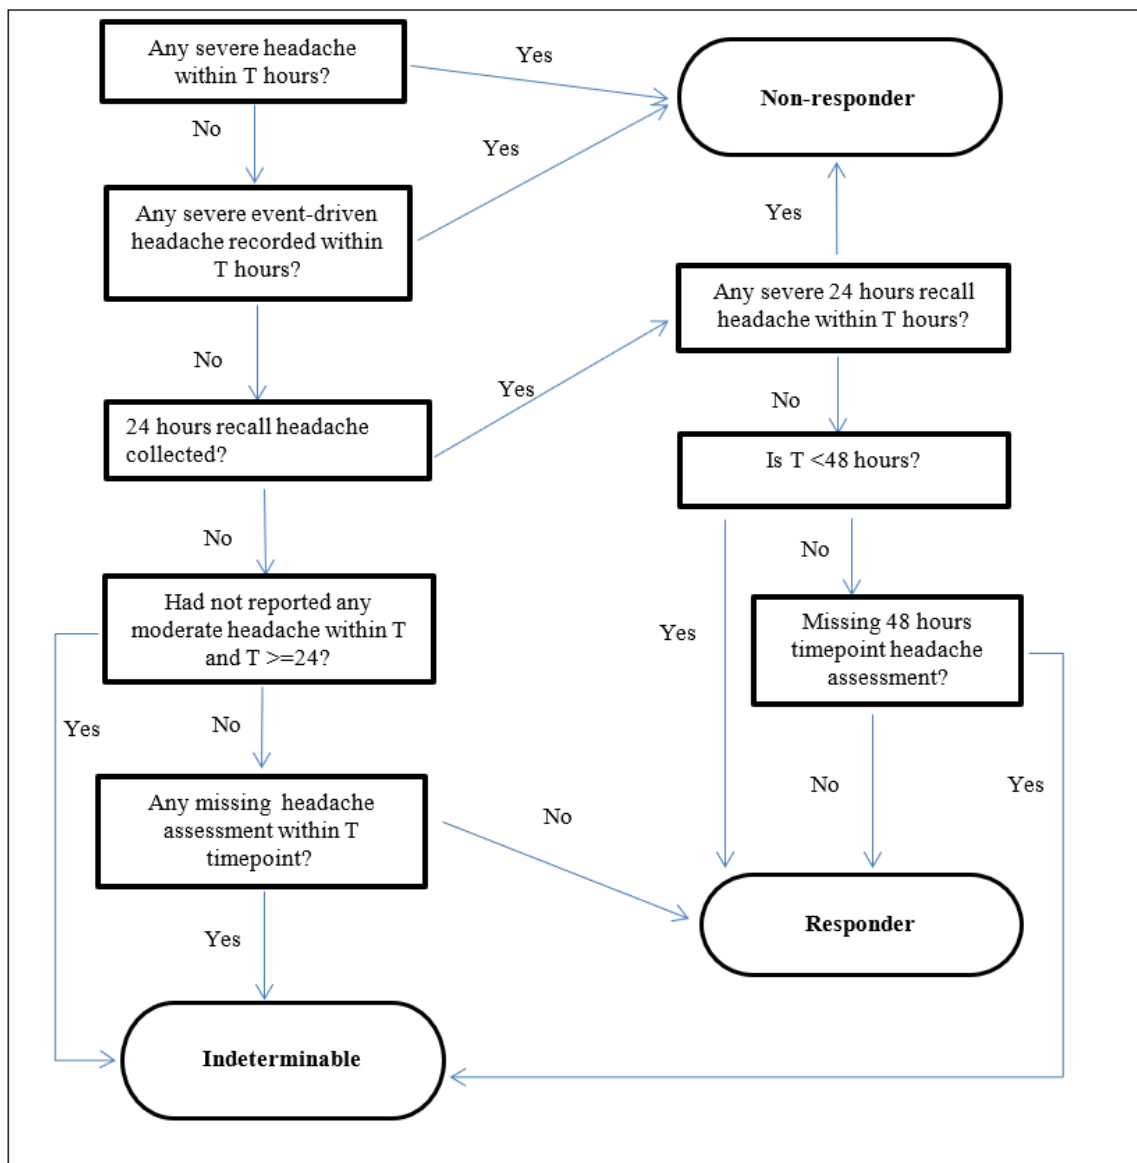 Any severe headache
within T hours?
Yes
Non-responder
No
Yes
Any severe event-driven
headache recorded within
T hours?
Yes
Any severe 24 hours recall
headache within T hours?
No
Yes
No
24 hours recall headache
collected?
Is T <48 hours?
No
No
Had not reported any
moderate headache within T
and T >=24?
Missing 48 hours
timepoint headache
assessment?
Yes
Yes
No
Any missing headache
assessment within T
timepoint?
No
No
Yes
Yes
Responder
Indeterminable